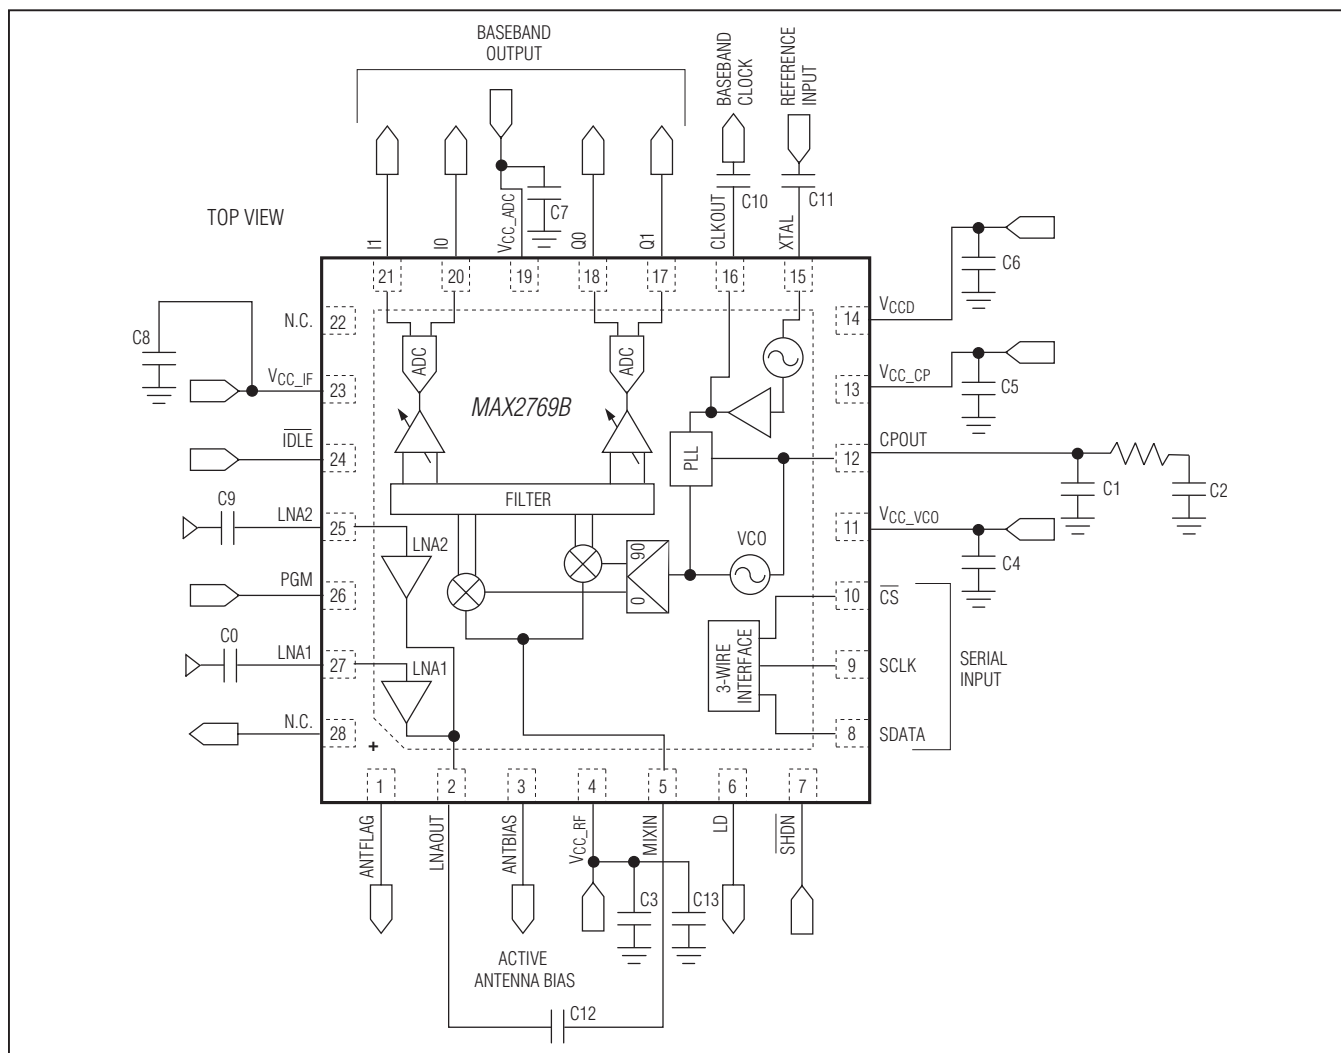 BASEBAND
OUTPUT
BASEBAND
CLOCK
REFERENCE
INPUT
TOP VIEW
I1
I0
VCC_ADC
C7
Q0
Q1
CLKOUT
C10
XTAL
C11
21
20
19
18
17
16
15
C6
VCCD
14
C5
VCC_CP
13
CPOUT
12
C1
C2
VCC_VCO
11
C4
CS
10
SCLK
9
SDATA
8
SERIAL
INPUT
N.C.
22
C8
VCC_IF
23
IDLE
24
C9
LNA2
25
PGM
26
C0
LNA1
27
N.C.
28
ADC
ADC
MAX2769B
PLL
FILTER
LNA2
90
0
VCO
LNA1
3-WIRE
INTERFACE
+
1
2
3
4
5
6
7
ANTFLAG
LNAOUT
ANTBIAS
VCC_RF
MIXIN
LD
SHDN
C3
C13
ACTIVE
ANTENNA BIAS
C12